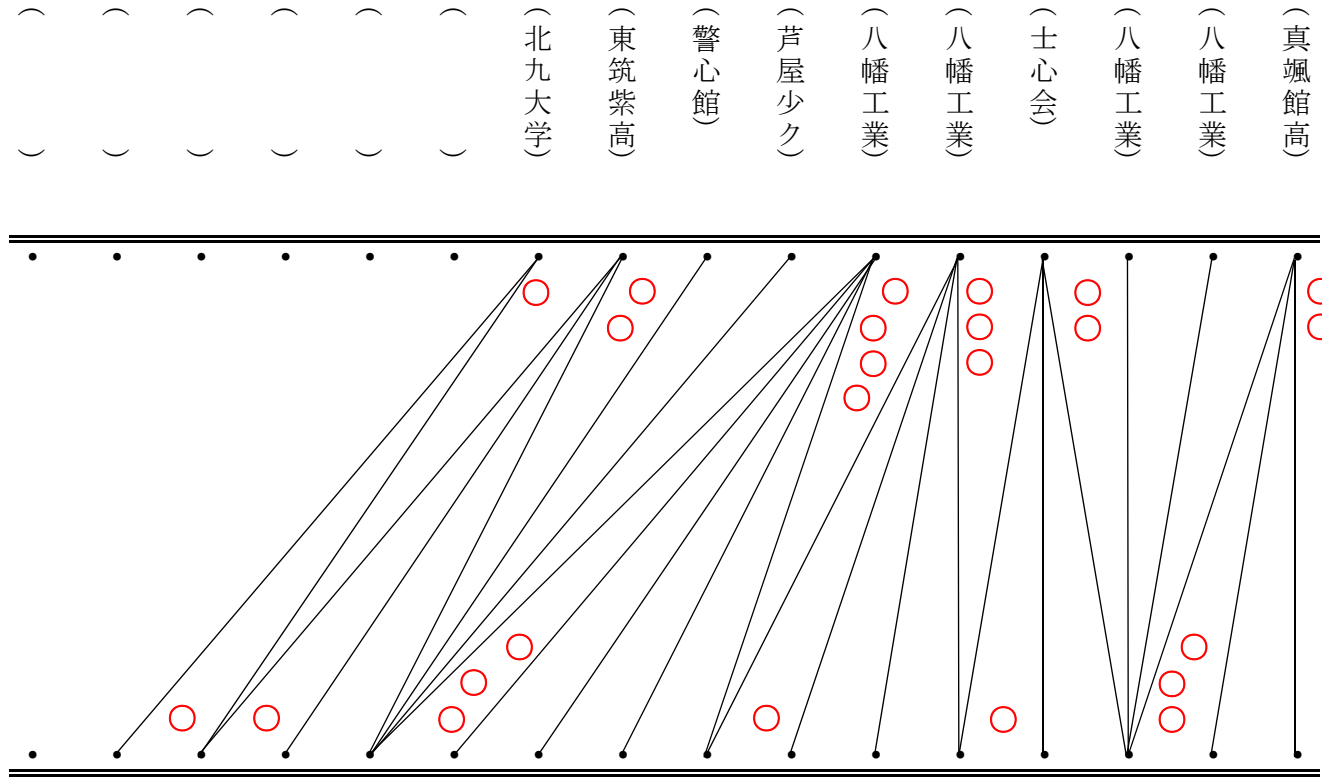 （真颯館高）
（八幡工業）
（八幡工業）
（士心会）
（八幡工業）
（八幡工業）
（芦屋少ク）
（警心館）
（東筑紫高）
（北九大学）
（　　　　）
（　　　　）
（　　　　）
（　　　　）
（　　　　）
（　　　　）